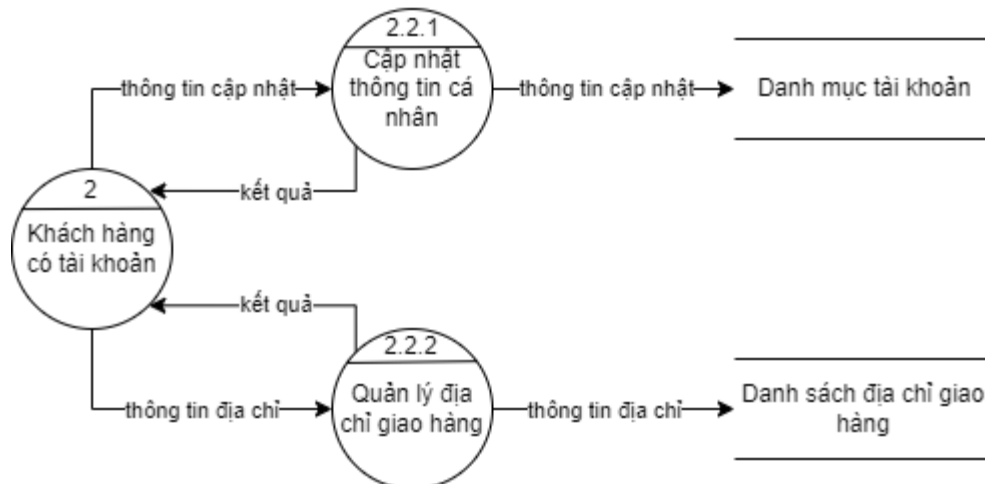 2.2.1
Cập nhật
thông tin cá
nhân
thông tin cập nhật
thông tin cập nhật
Danh mục tài khoản
kết quả
2
Khách hàng
có tài khoản
kết quả
2.2.2
Quản lý địa
chỉ giao hàng
thông tin địa chỉ
thông tin địa chỉ
Danh sách địa chỉ giao
hàng